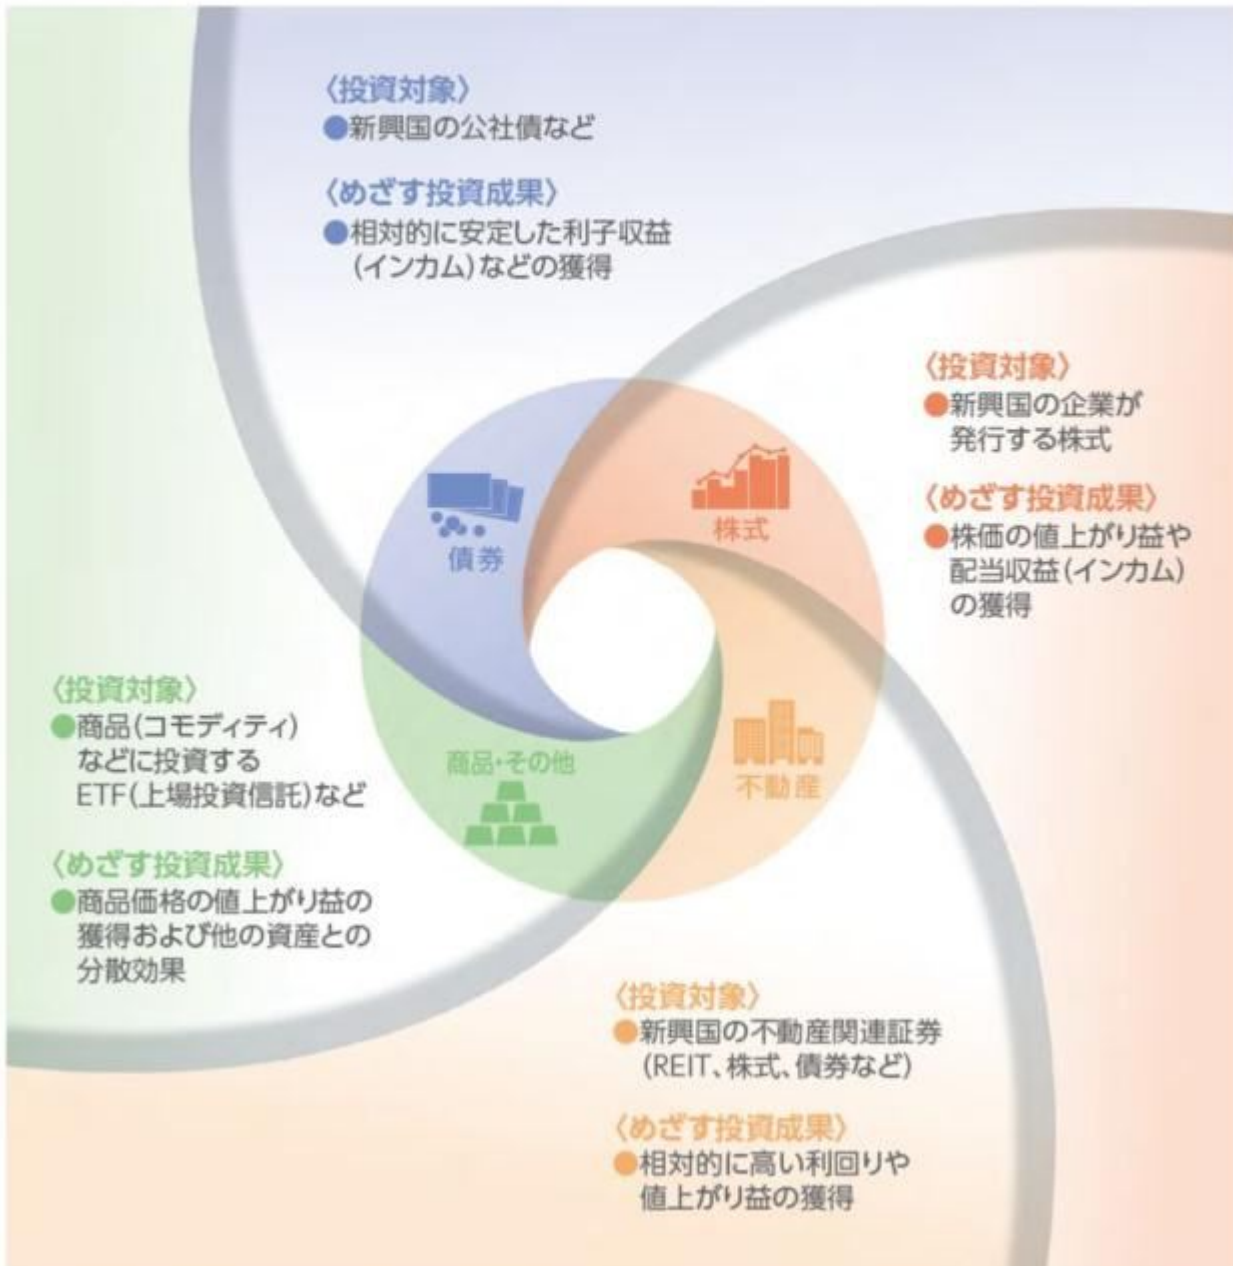 〈投資対象〉
●新興国の公社債など
〈めざす投資成果〉
●相対的に安定した利子収益
(インカム)などの獲得
〈投資対象〉
●新興国の企業が
発行する株式
〈めざす投資成果〉
●株価の値上がり益や
配当収益(インカム)
の獲得
株式
債券
商品・その他
不動産
〈投資対象〉
●商品(コモディティ)
などに投資する
ETF(上場投資信託)など
〈めざす投資成果〉
●商品価格の値上がり益の
獲得および他の資産との
分散効果
〈投資対象〉
●新興国の不動産関連証券
(REIT、株式、債券など)
〈めざす投資成果〉
●相対的に高い利回りや
値上がり益の獲得